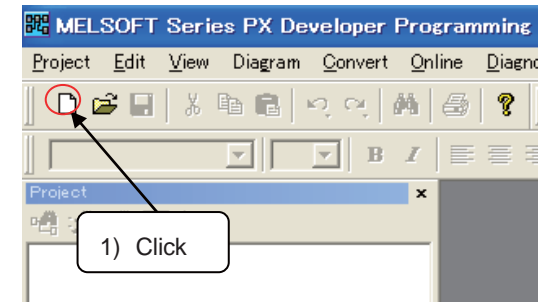 MELSOFT Series PX Developer Programming
Project Edit View Diagram Convert Online Diagno
B I
Project x
1) Click